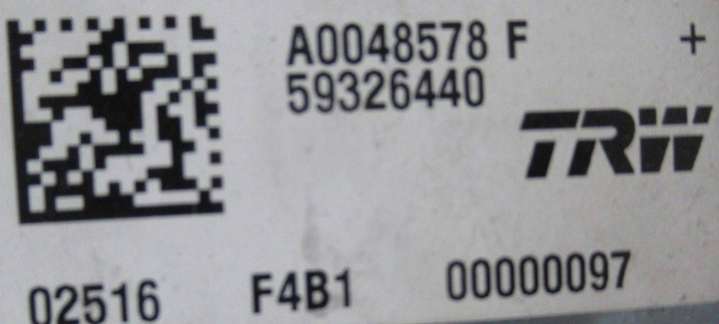 A0048578 F +
59326440
TRW
02516 F4B1 00000097